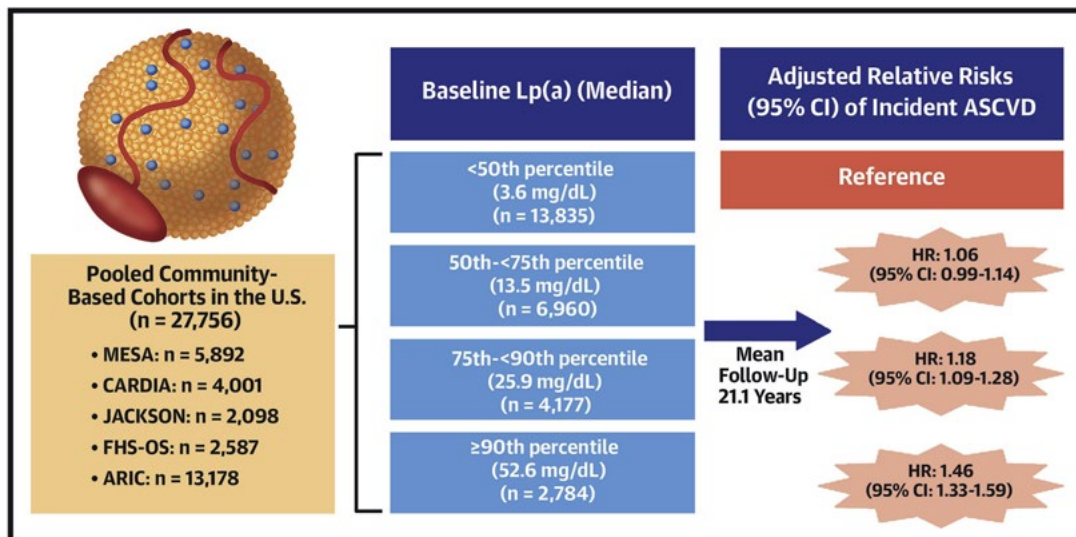 Pooled Community-
Based Cohorts in the U.S.
(n = 27,756)
• MESA: n = 5,892
• CARDIA: n = 4,001
• JACKSON: n = 2,098
• FHS-OS: n = 2,587
• ARIC: n = 13,178
Baseline Lp(a) (Median)
<50th percentile
(3.6 mg/dL)
(n = 13,835)
50th-<75th percentile
(13.5 mg/dL)
(n = 6,960)
75th-<90th percentile
(25.9 mg/dL)
(n = 4,177)
≥90th percentile
(52.6 mg/dL)
(n = 2,784)
Mean
Follow-Up
21.1 Years
Adjusted Relative Risks
(95% CI) of Incident ASCVD
Reference
HR: 1.06
(95% CI: 0.99-1.14)
HR: 1.18
(95% CI: 1.09-1.28)
HR: 1.46
(95% CI: 1.33-1.59)